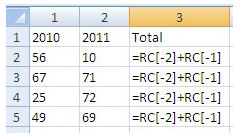 1 2 3
1 2010 2011 Total
2 56 10 =RC[-2]+RC[-1]
3 67 71 =RC[-2]+RC[-1]
4 25 72 =RC[-2]+RC[-1]
5 49 69 =RC[-2]+RC[-1]